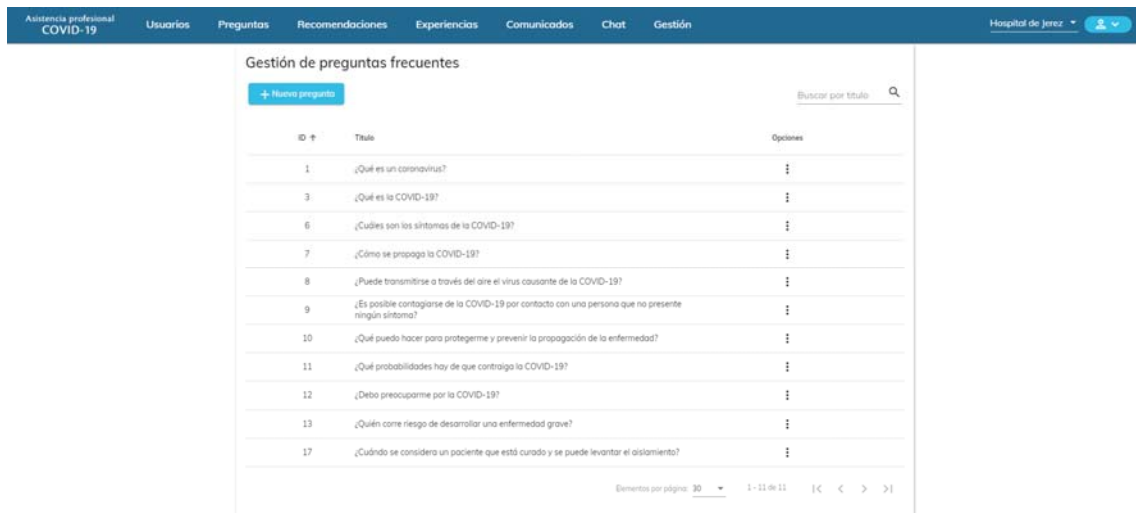 Asistencia profesional
COVID-19
Usuarios Preguntas Recomendaciones Experiencias Comunicados Chat Gestión
Hospital de Jerez
Gestión de preguntas frecuentes
+ Nueva pregunta
Buscar por título
ID ↑ Título Opciones
1 ¿Qué es un coronavirus?
3 ¿Qué es la COVID-19?
6 ¿Cuáles son los síntomas de la COVID-19?
7 ¿Cómo se propaga la COVID-19?
8 ¿Puede transmitirse a través del aire el virus causante de la COVID-19?
9 ¿Es posible contagiarse de la COVID-19 por contacto con una persona que no presente
ningún síntoma?
10 ¿Qué puedo hacer para protegerme y prevenir la propagación de la enfermedad?
11 ¿Qué probabilidades hay de que contraiga la COVID-19?
12 ¿Debo preocuparme por la COVID-19?
13 ¿Quién corre riesgo de desarrollar una enfermedad grave?
17 ¿Cuándo se considera un paciente que está curado y se puede levantar el aislamiento?
Elementos por página: 30 1 - 11 de 11